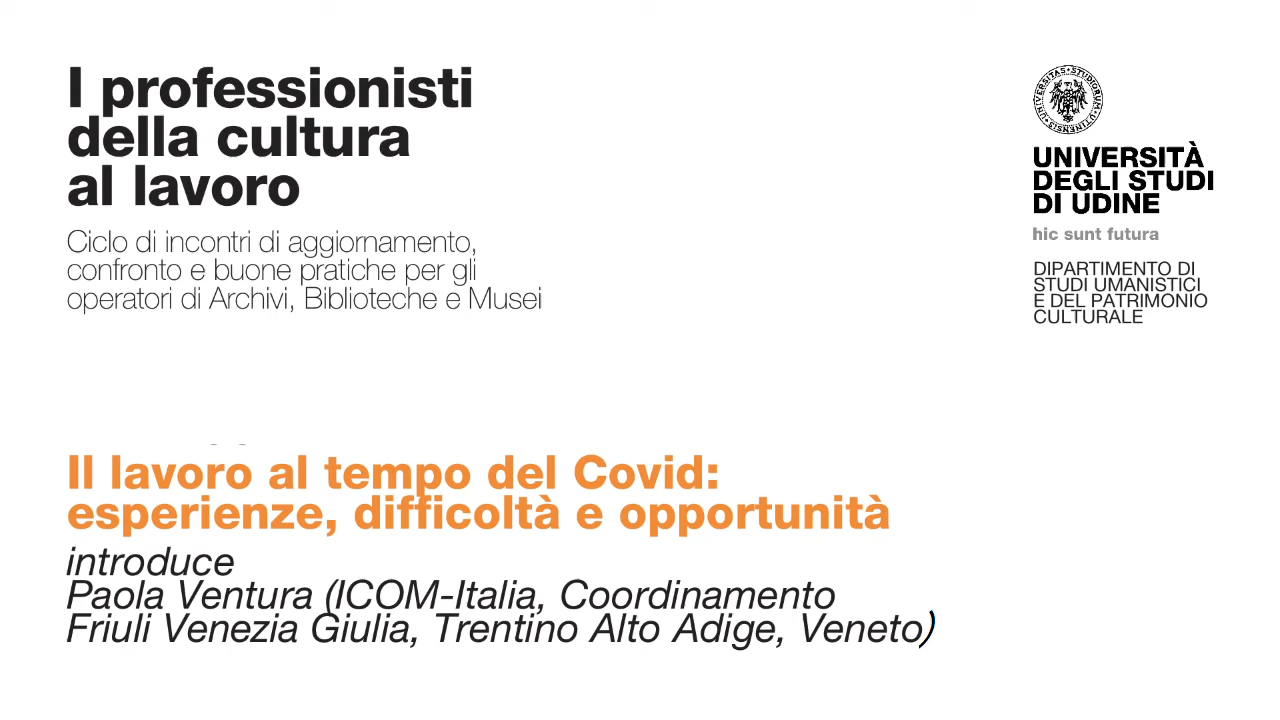 I professionisti
della cultura
al lavoro
Ciclo di incontri di aggiornamento,
confronto e buone pratiche per gli
operatori di Archivi, Biblioteche e Musei
UNIVERSITAS STUDIORUM UTINENSIS
UNIVERSITÀ
DEGLI STUDI
DI UDINE
hic sunt futura
DIPARTIMENTO DI
STUDI UMANISTICI
E DEL PATRIMONIO
CULTURALE
Il lavoro al tempo del Covid:
esperienze, difficoltà e opportunità
introduce
Paola Ventura (ICOM-Italia, Coordinamento
Friuli Venezia Giulia, Trentino Alto Adige, Veneto)